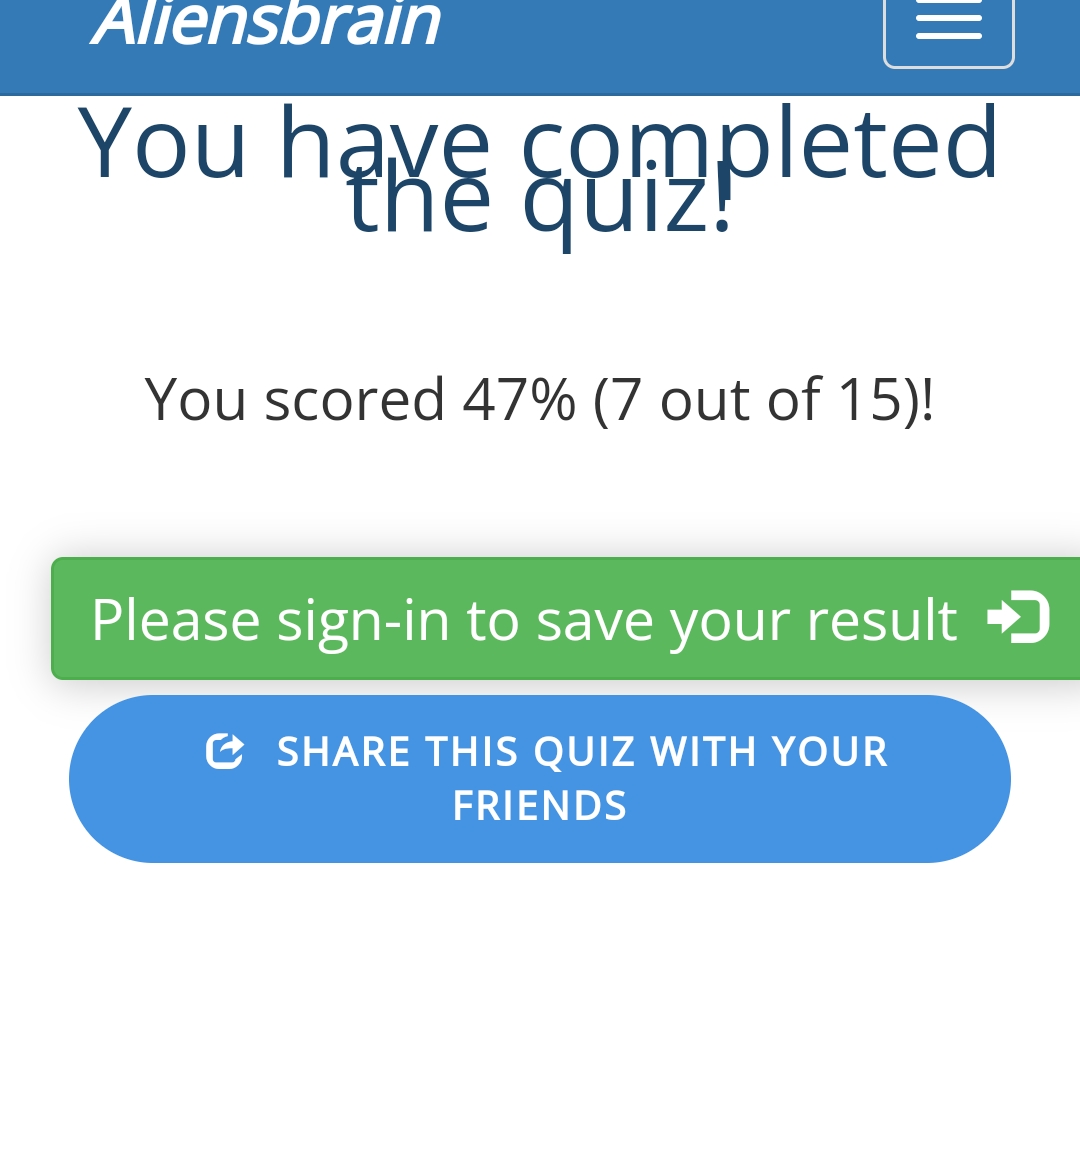 Aliensbrain
You have completed
the quiz!
You scored 47% (7 out of 15)!
Please sign-in to save your result
SHARE THIS QUIZ WITH YOUR
FRIENDS